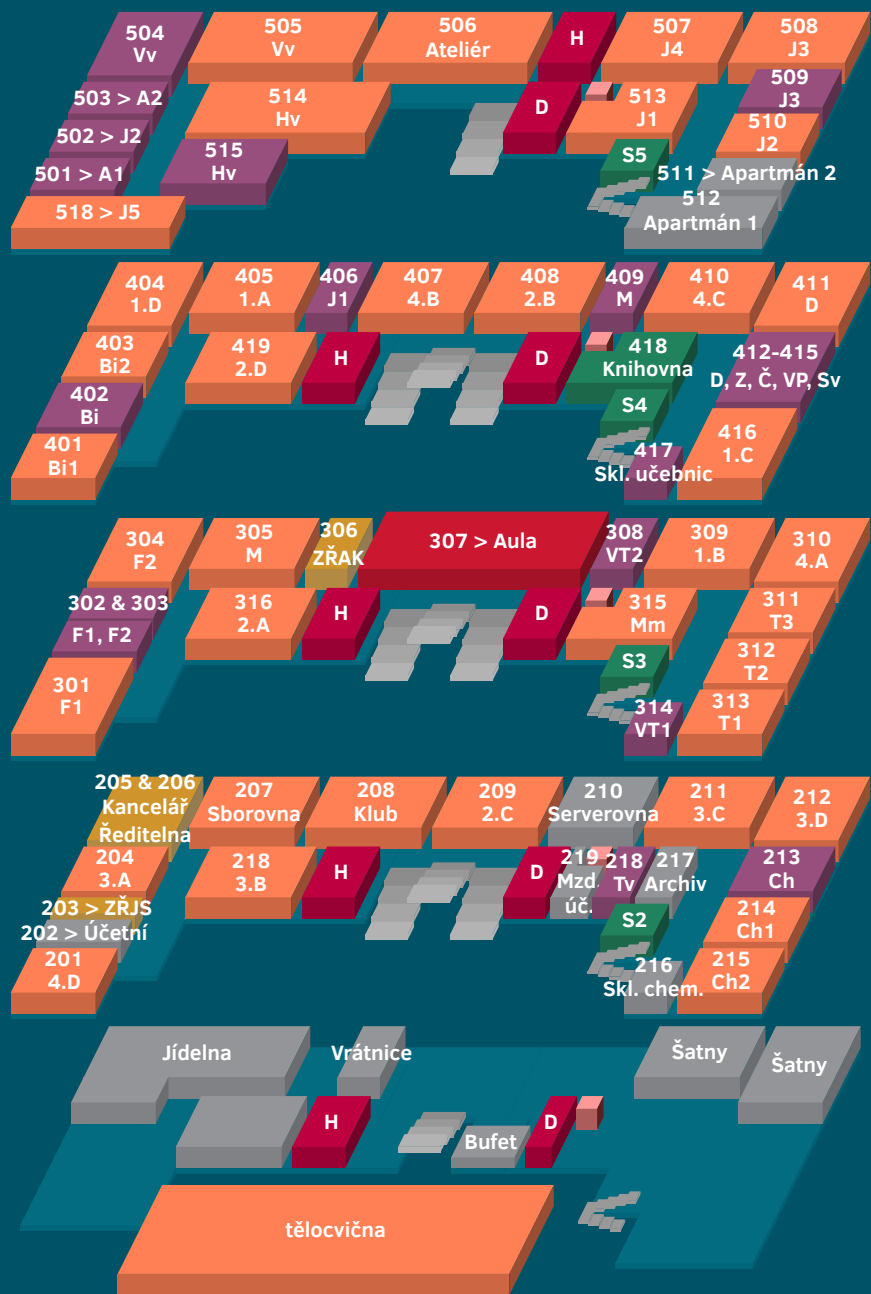 504
Vv
505
Vv
506
Ateliér
H
507
J4
508
J3
503 > A2
509
J3
514
Hv
D
513
J1
510
J2
502 > J2
515
Hv
S5
501 > A1
511 > Apartmán 2
518 > J5
512
Apartmán 1
404
1.D
405
1.A
406
J1
407
4.B
408
2.B
409
M
410
4.C
411
D
403
Bi2
419
2.D
H
D
418
Knihovna
412-415
D, Z, Č, VP, Sv
402
Bi
S4
401
Bi1
417
Skl. učebnic
416
1.C
304
F2
305
M
306
ZŘAK
307 > Aula
308
VT2
309
1.B
310
4.A
302 & 303
F1, F2
316
2.A
H
D
315
Mm
311
T3
S3
312
T2
301
F1
314
VT1
313
T1
205 & 206
Kancelář
Ředitelna
207
Sborovna
208
Klub
209
2.C
210
Serverovna
211
3.C
212
3.D
204
3.A
218
3.B
H
D
219
Mzd.
úč.
218
Tv
217
Archiv
213
Ch
203 > ZŘJS
202 > Účetní
S2
214
Ch1
201
4.D
216
Skl. chem.
215
Ch2
Jídelna
Vrátnice
Šatny
Šatny
H
Bufet
D
tělocvična